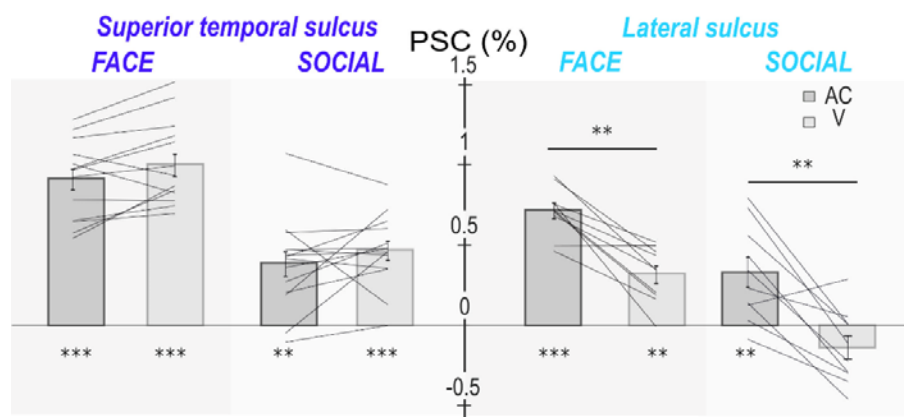 Superior temporal sulcus
Lateral sulcus
PSC (%)
FACE SOCIAL
FACE SOCIAL
1.5
AC
V
1
** **
0.5
0
*** *** ** ***
*** ** **
-0.5